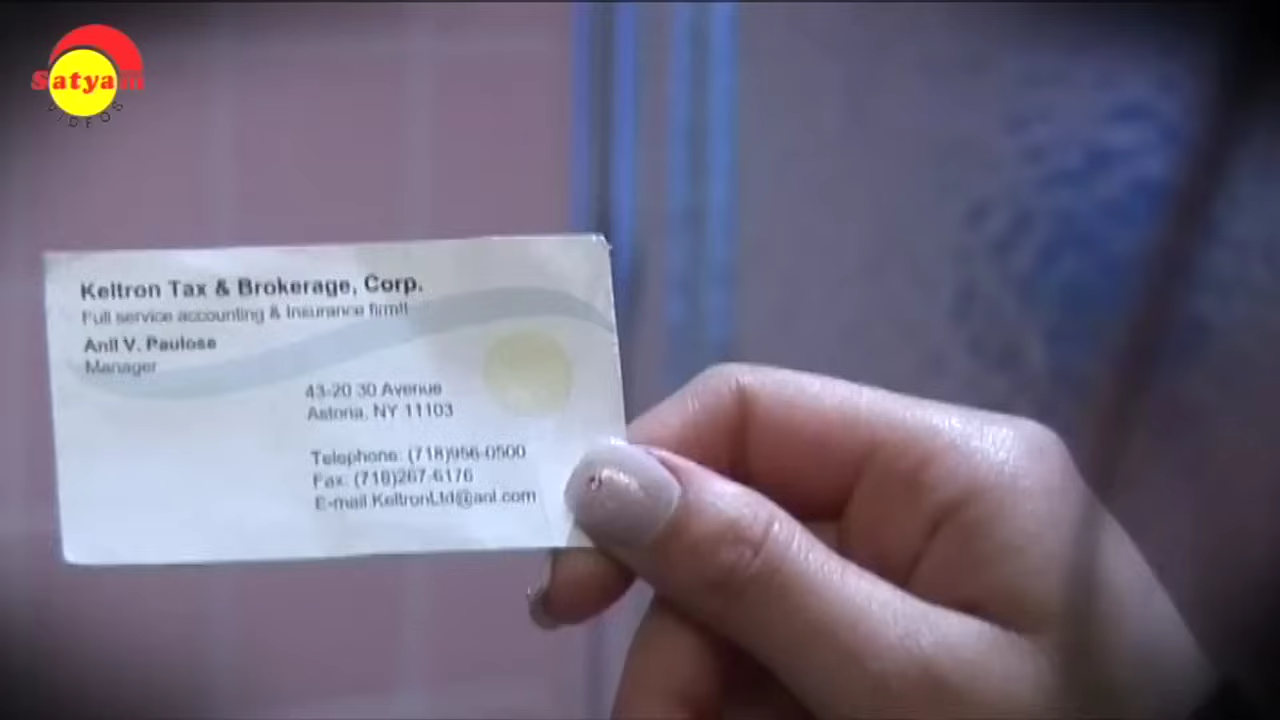 Satyam
VIDEOS
Keltron Tax & Brokerage, Corp.
Full service accounting & Insurance firm!!
Anil V. Paulose
Manager
43-20 30 Avenue
Astoria, NY 11103
Telephone: (718)956-0500
Fax: (718)267-6176
E-mail KeltronLtd@aol.com